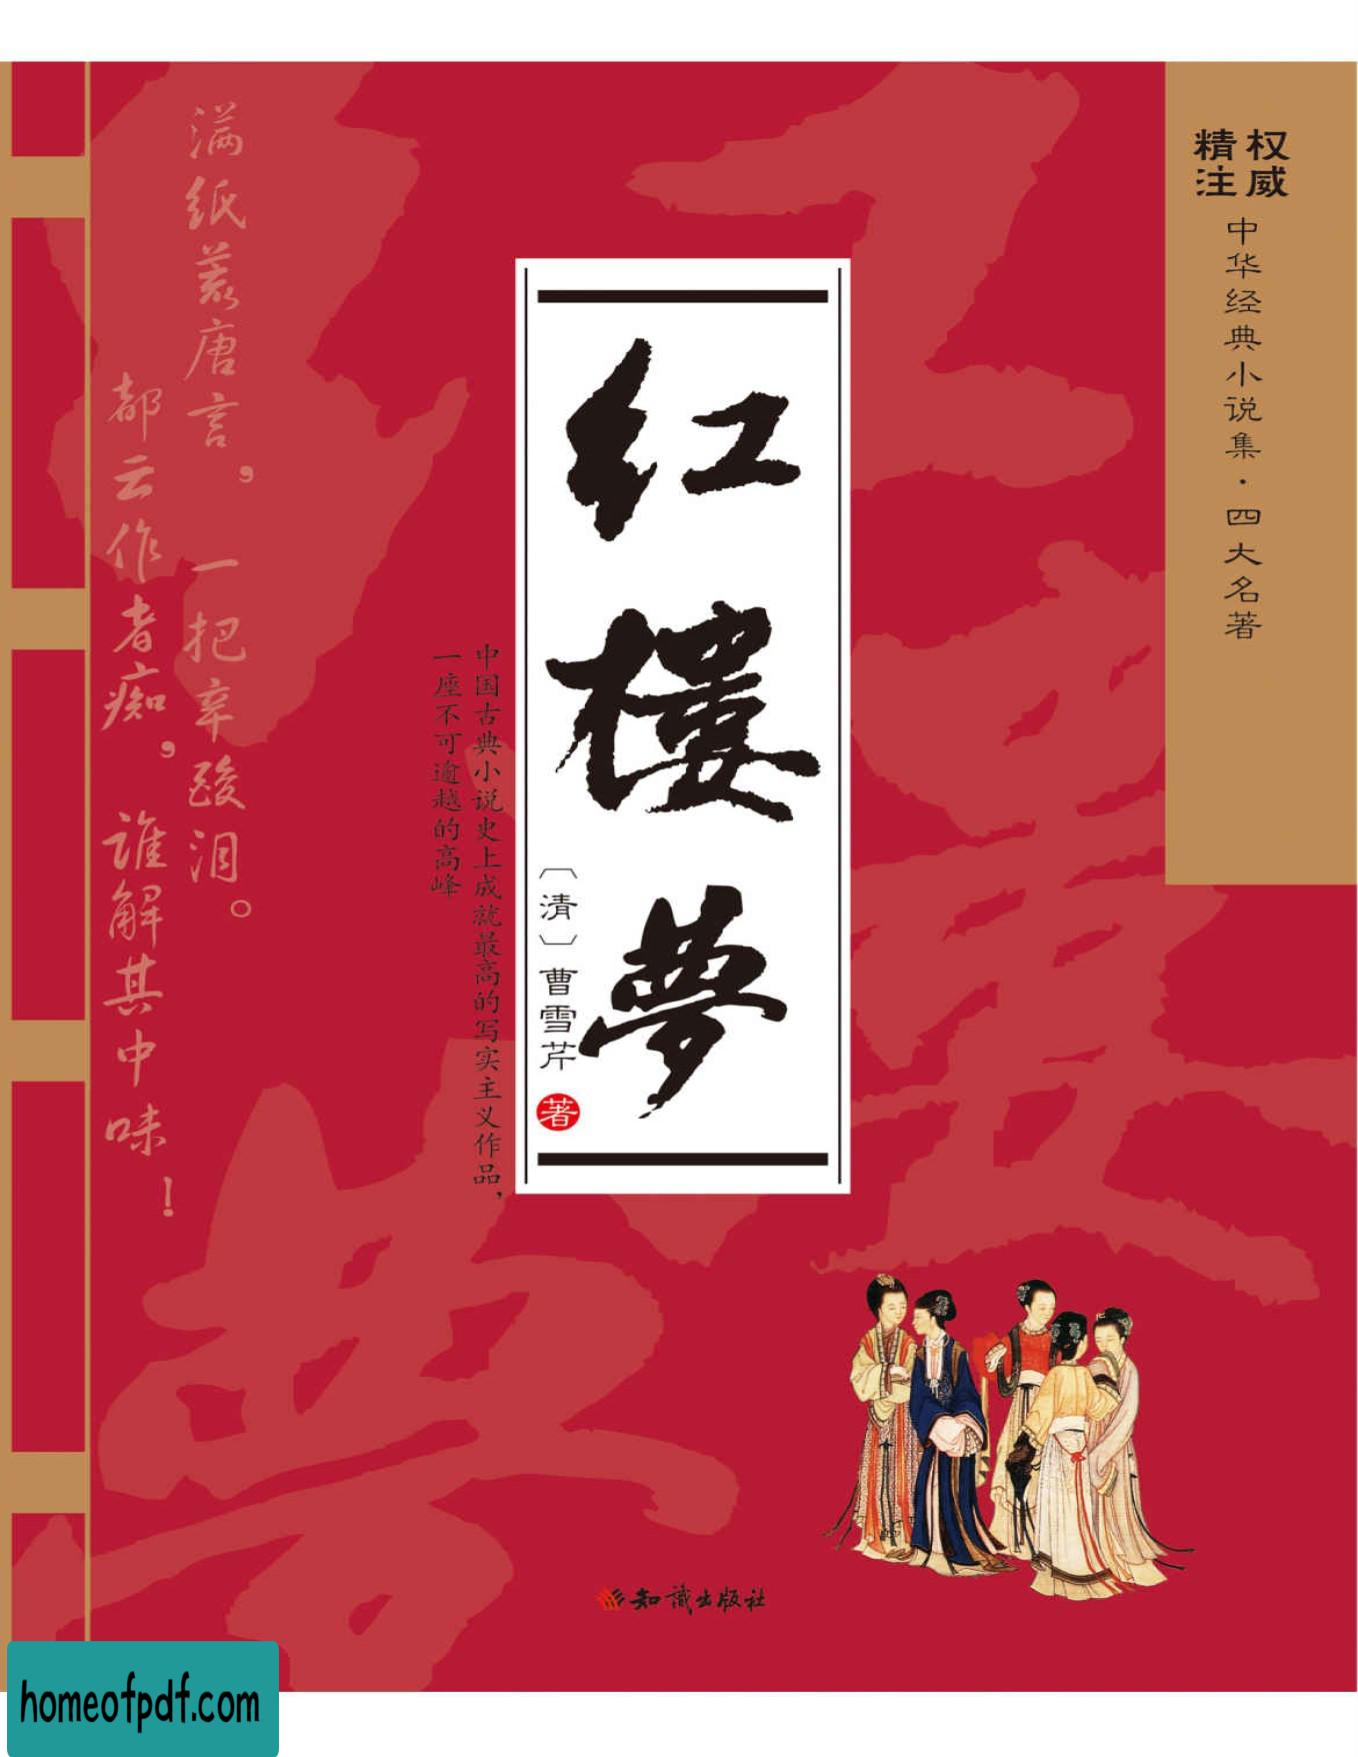 权威
精注
中华经典小说集·四大名著
红樓夢
〔清〕曹雪芹 著
中国古典小说史上成就最高的写实主义作品，
一座不可逾越的高峰
满纸荒唐言，一把辛酸泪。
都云作者痴，谁解其中味！
知识出版社
homeofpdf.com